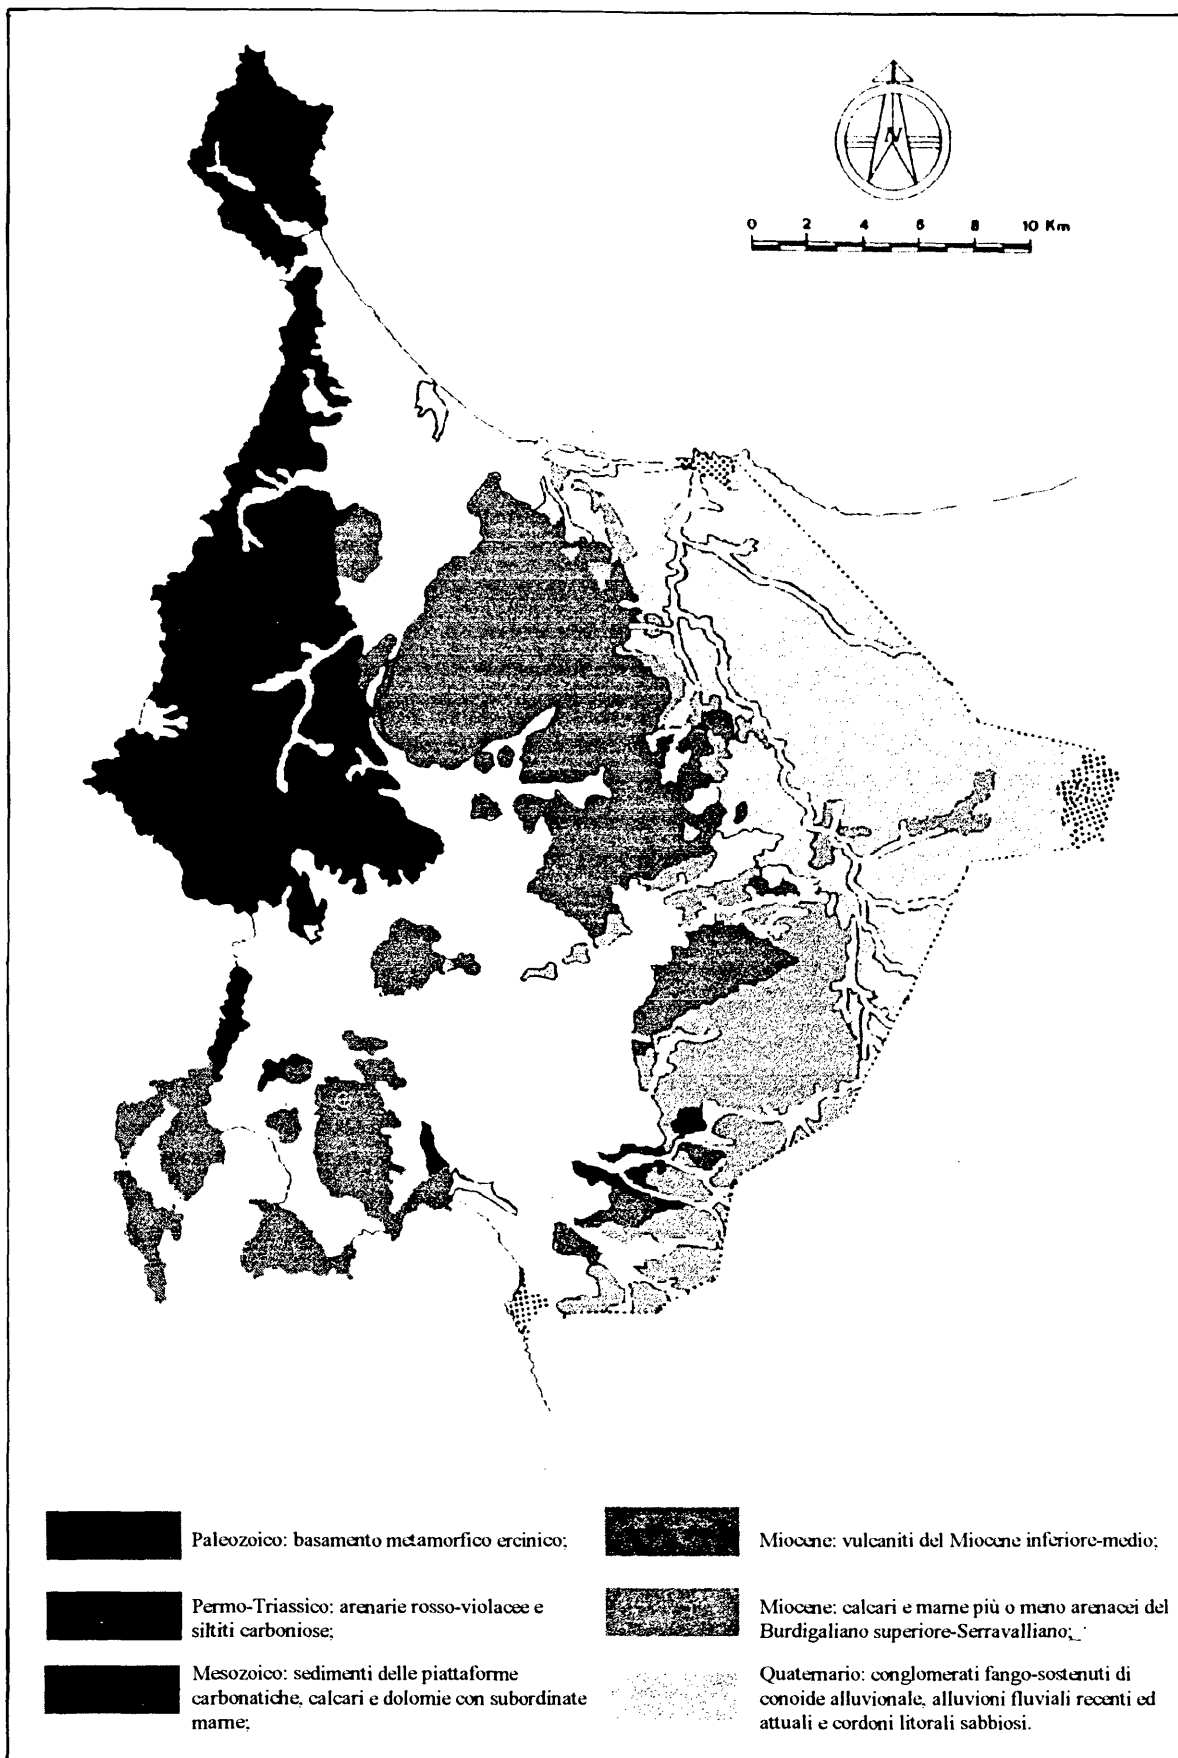 N
0 2 4 6 8 10 Km
Paleozoico: basamento metamorfico ercinico;
Permo-Triassico: arenarie rosso-violacee e
siltiti carboniose;
Mesozoico: sedimenti delle piattaforme
carbonatiche, calcari e dolomie con subordinate
marne;
Miocene: vulcaniti del Miocene inferiore-medio;
Miocene: calcari e marne più o meno arenacei del
Burdigaliano superiore-Serravalliano;
Quaternario: conglomerati fango-sostenuti di
conoide alluvionale, alluvioni fluviali recenti ed
attuali e cordoni litorali sabbiosi.